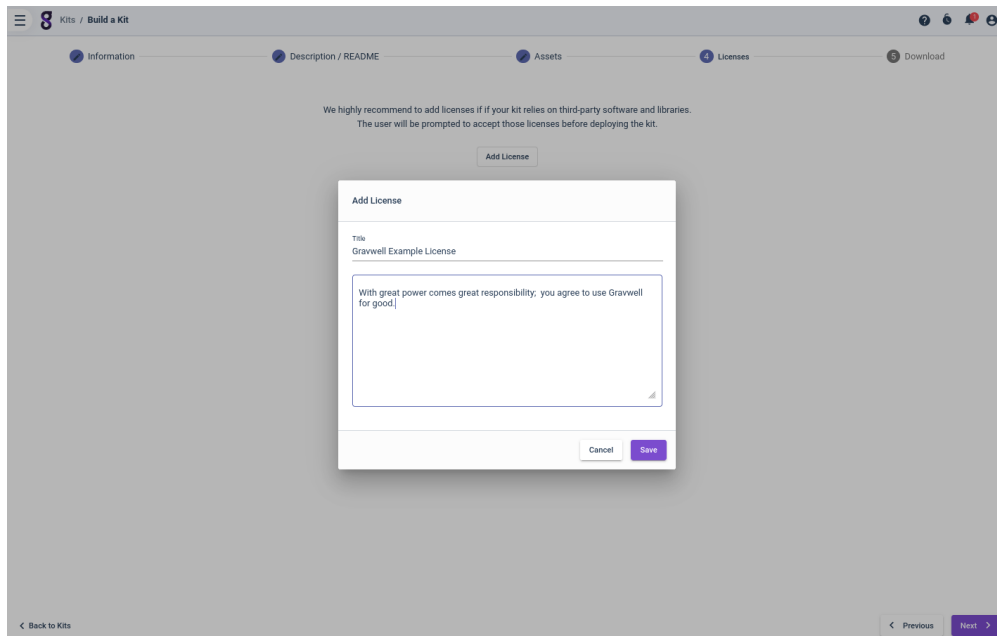 Kits / Build a Kit
1
Information
Description / README
Assets
4 Licenses
5 Download
We highly recommend to add licenses if if your kit relies on third-party software and libraries.
The user will be prompted to accept those licenses before deploying the kit.
Add License
Add License
Title
Gravwell Example License
With great power comes great responsibility; you agree to use Gravwell
for good.
Cancel Save
Back to Kits
Previous Next